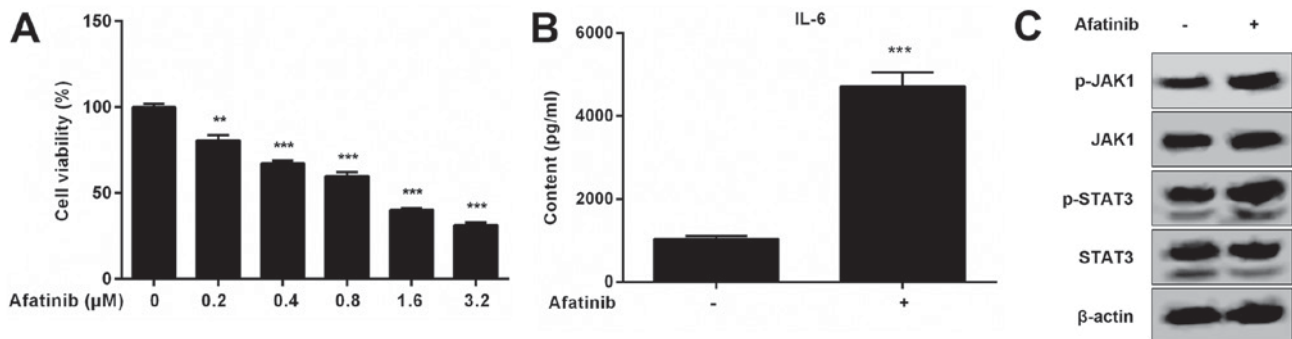 A
150
100
50
0
Cell viability (%)
**
***
***
***
***
Afatinib (μM) 0 0.2 0.4 0.8 1.6 3.2
B
IL-6
6000
4000
2000
0
Content (pg/ml)
***
Afatinib - +
C
Afatinib - +
p-JAK1
JAK1
p-STAT3
STAT3
β-actin